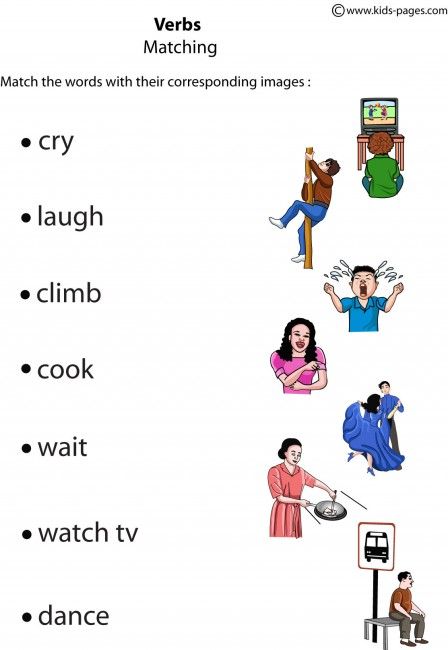 ©www.kids-pages.com
Verbs
Matching
Match the words with their corresponding images :
• cry
• laugh
• climb
• cook
• wait
• watch tv
• dance